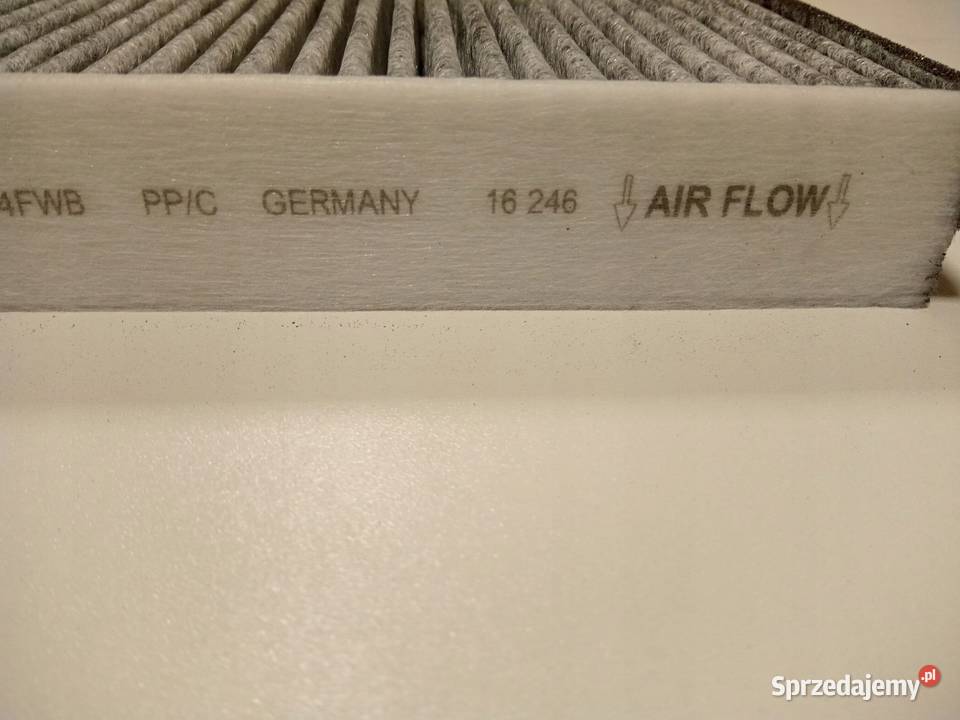 4FWB PP/C GERMANY 16 246 AIR FLOW
Sprzedajemy.pl